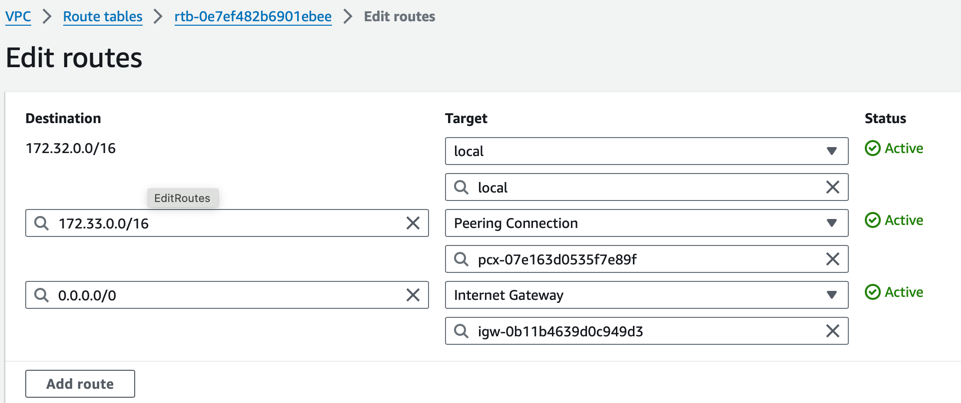 VPC > Route tables > rtb-0e7ef482b6901ebee > Edit routes
Edit routes
Destination Target Status
172.32.0.0/16 local Active
local
EditRoutes
172.33.0.0/16 Peering Connection Active
pcx-07e163d0535f7e89f
0.0.0.0/0 Internet Gateway Active
igw-0b11b4639d0c949d3
Add route